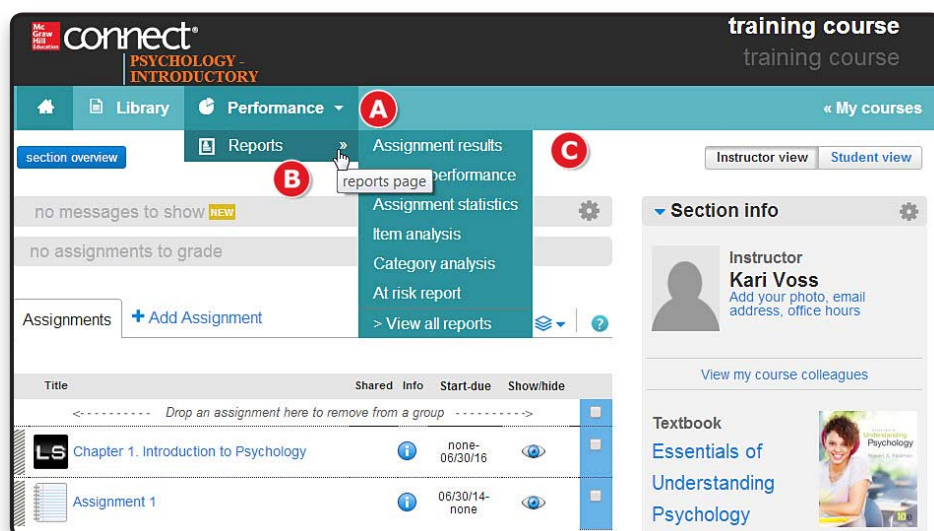 Mc
Graw
Hill
Education
connect®
PSYCHOLOGY -
INTRODUCTORY
training course
training course
Library
Performance
A
« My courses
section overview
Reports »
B
reports page
Assignment results
performance
Assignment statistics
Item analysis
Category analysis
At risk report
> View all reports
C
Instructor view
Student view
no messages to show NEW
no assignments to grade
Section info
Instructor
Kari Voss
Add your photo, email
address, office hours
View my course colleagues
Assignments
+ Add Assignment
?
Title Shared Info Start-due Show/hide
<---------- Drop an assignment here to remove from a group ---------->
LS Chapter 1. Introduction to Psychology i none-
06/30/16
Assignment 1 i 06/30/14-
none
Textbook
Essentials of
Understanding
Psychology
Understanding
Psychology